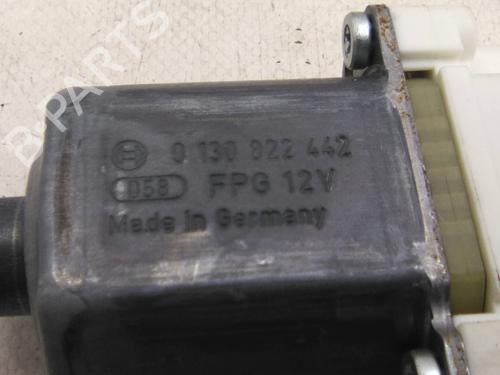 0 130 822 442
058 FPG 12V
Made in Germany
B-PARTS